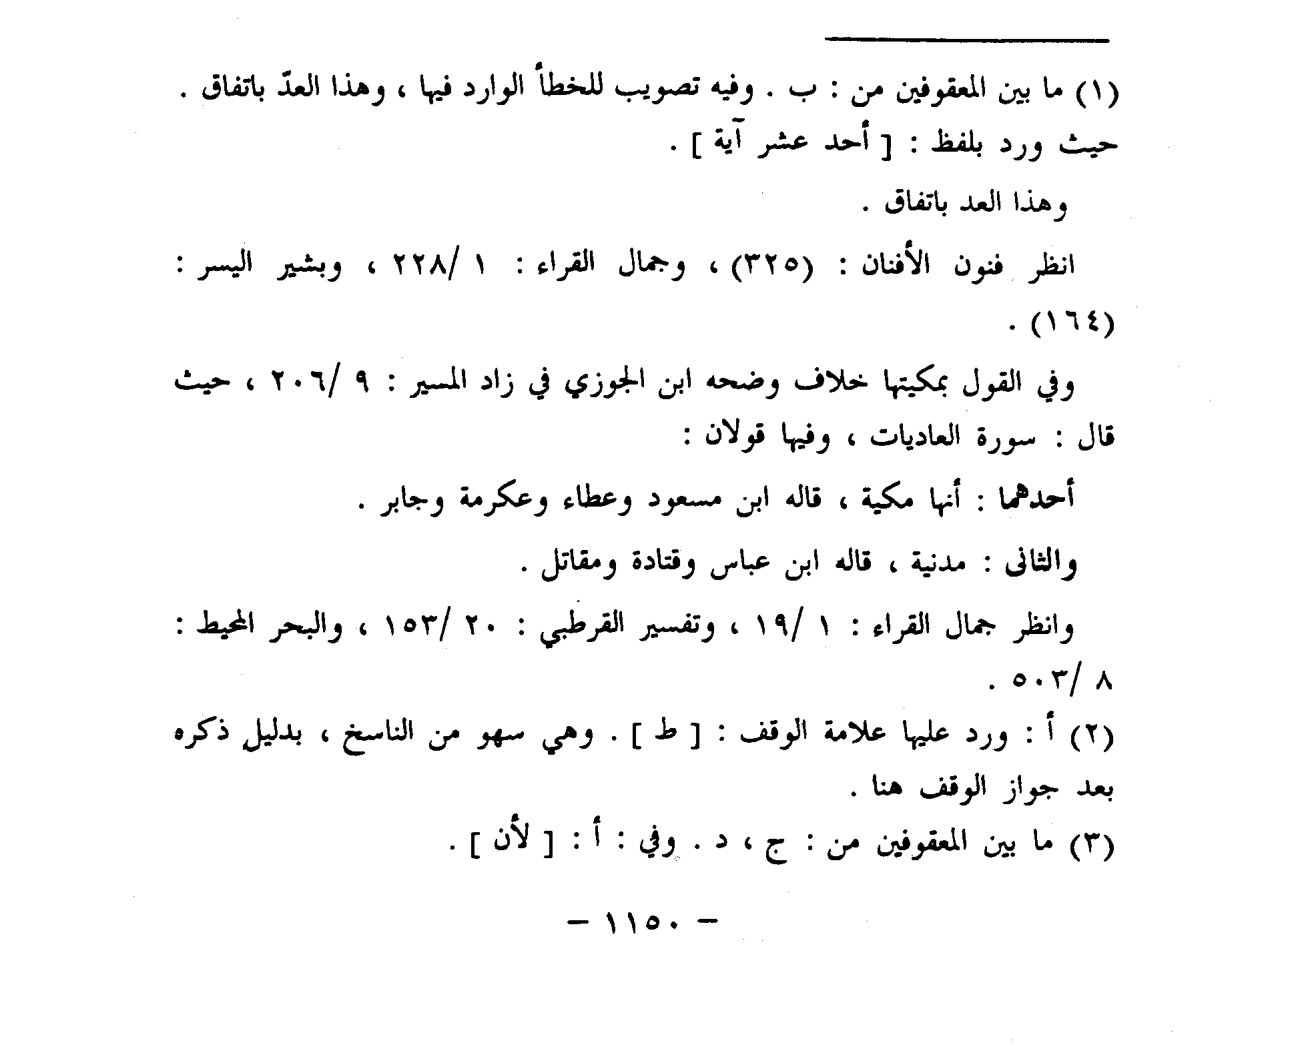 (١) ما بين المعقوفين من : ب . وفيه تصويب للخطأ الوارد فيها ، وهذا العدّ باتفاق .
حيث ورد بلفظ : [ أحد عشر آية ] .
وهذا العد باتفاق .
انظر فنون الأفنان : (٣٢٥) ، وجمال القراء : ١ /٢٢٨ ، وبشير اليسر :
(١٦٤) .
وفي القول بمكيتها خلاف وضحه ابن الجوزي في زاد المسير : ٩ /٢٠٦ ، حيث
قال : سورة العاديات ، وفيها قولان :
أحدهما : أنها مكية ، قاله ابن مسعود وعطاء وعكرمة وجابر .
والثانى : مدنية ، قاله ابن عباس وقتادة ومقاتل .
وانظر جمال القراء : ١ /١٩ ، وتفسير القرطبي : ٢٠ /١٥٣ ، والبحر المحيط :
٨ /٥٠٣ .
(٢) أ : ورد عليها علامة الوقف : [ ط ] . وهي سهو من الناسخ ، بدليل ذكره
بعد جواز الوقف هنا .
(٣) ما بين المعقوفين من : ج ، د . وفي : أ : [ لأن ] .
– ١١٥٠ –